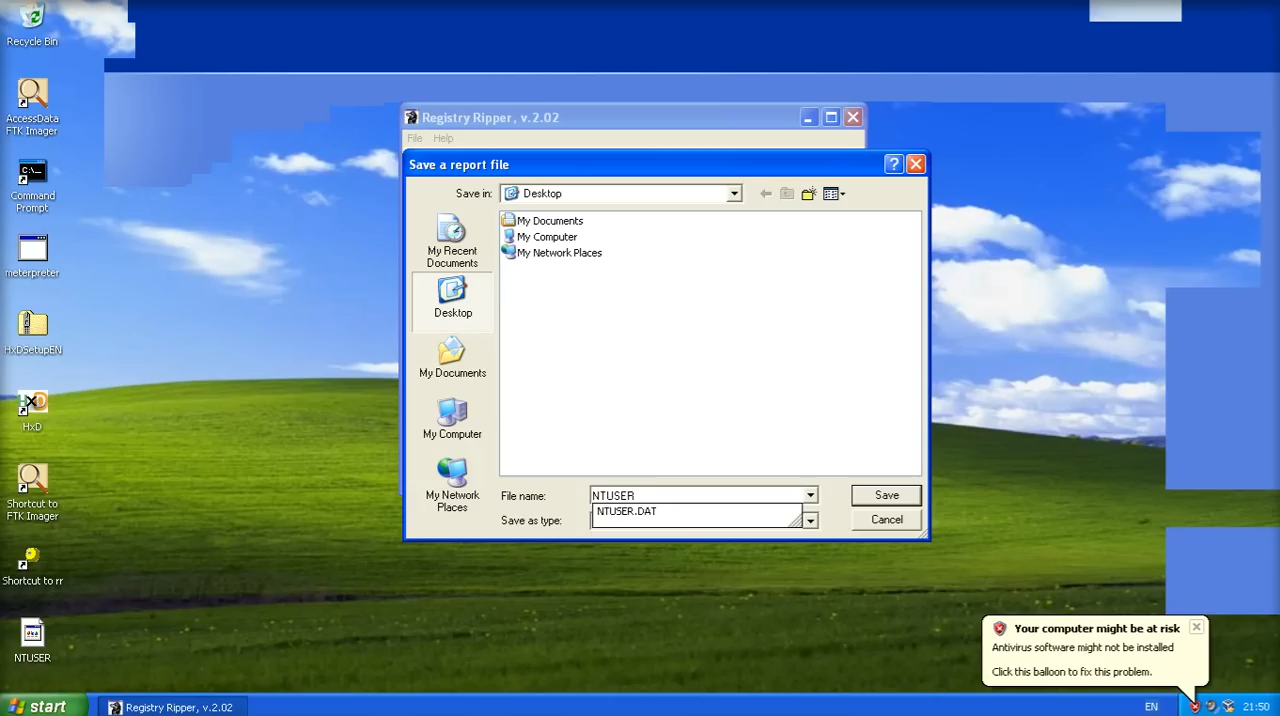 Recycle Bin
AccessData
FTK Imager
C:\_
Command
Prompt
meterpreter
HxDSetupEN
HxD
Shortcut to
FTK Imager
Shortcut to rr
NTUSER
Registry Ripper, v.2.02
File Help
Save a report file
Save in: Desktop
My Recent
Documents
Desktop
My Documents
My Computer
My Network
Places
My Documents
My Computer
My Network Places
File name: NTUSER
Save
NTUSER.DAT
Save as type:
Cancel
Your computer might be at risk
Antivirus software might not be installed
Click this balloon to fix this problem.
start
Registry Ripper, v.2.02
EN
21:50